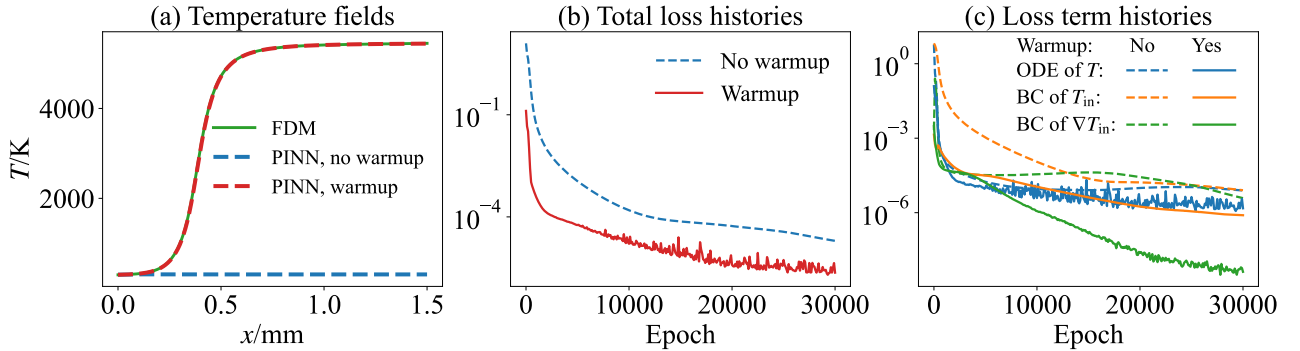 (a) Temperature fields
4000
2000
T/K
FDM
PINN, no warmup
PINN, warmup
0.0 0.5 1.0 1.5
x/mm
(b) Total loss histories
10⁻¹
10⁻⁴
No warmup
Warmup
0 10000 20000 30000
Epoch
(c) Loss term histories
10⁰
10⁻³
10⁻⁶
Warmup: No Yes
ODE of T:
BC of T_in:
BC of ∇T_in:
0 10000 20000 30000
Epoch